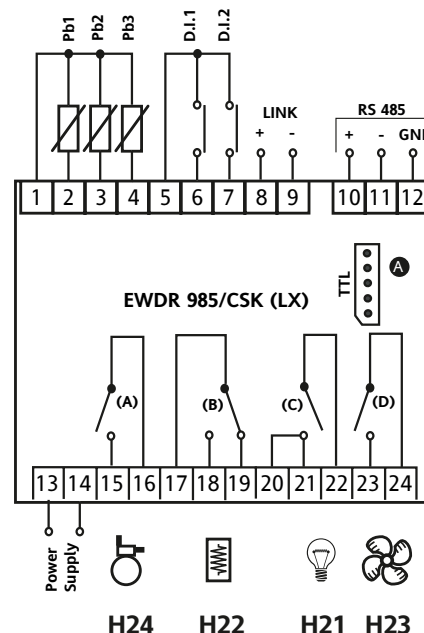 Pb1
Pb2
Pb3
D.I.1
D.I.2
LINK
+ -
RS 485
+ - GND
1 2 3 4 5 6 7 8 9 10 11 12
TTL
A
EWDR 985/CSK (LX)
(A) (B) (C) (D)
13 14 15 16 17 18 19 20 21 22 23 24
Power
Supply
H24 H22 H21 H23